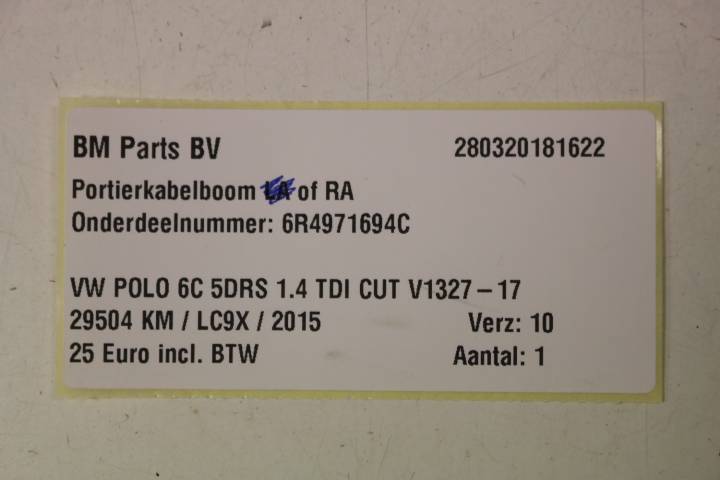 BM Parts BV 280320181622
Portierkabelboom LA of RA
Onderdeelnummer: 6R4971694C
VW POLO 6C 5DRS 1.4 TDI CUT V1327-17
29504 KM / LC9X / 2015 Verz: 10
25 Euro incl. BTW Aantal: 1